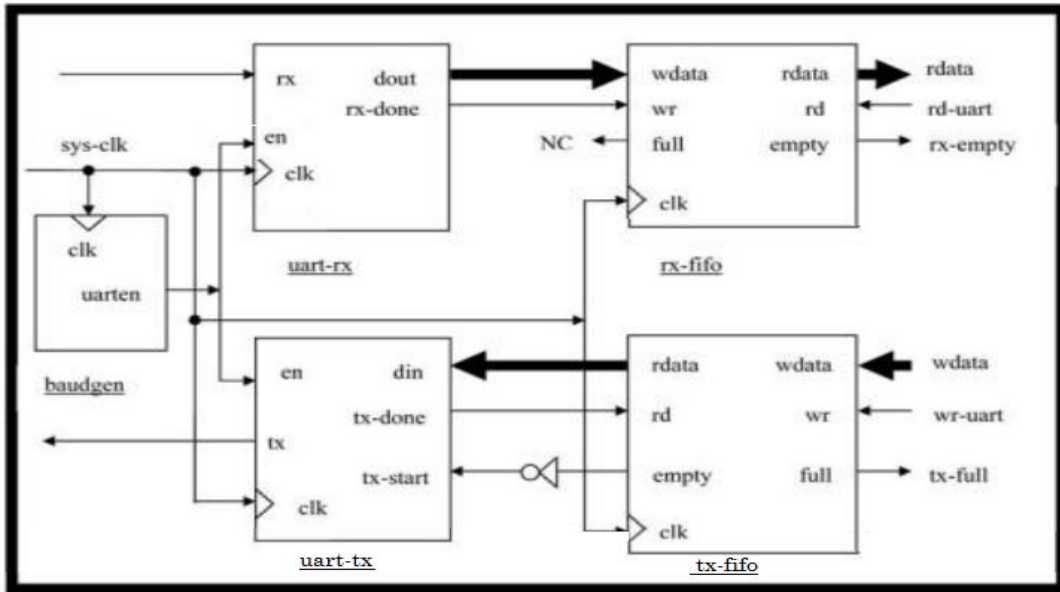 rx
dout
rx-done
en
clk
uart-rx
wdata
rdata
wr
rd
full
empty
clk
rx-fifo
NC
rdata
rd-uart
rx-empty
sys-clk
clk
uarten
baudgen
en
din
tx-done
tx
tx-start
clk
uart-tx
rdata
wdata
rd
wr
empty
full
clk
tx-fifo
wdata
wr-uart
tx-full